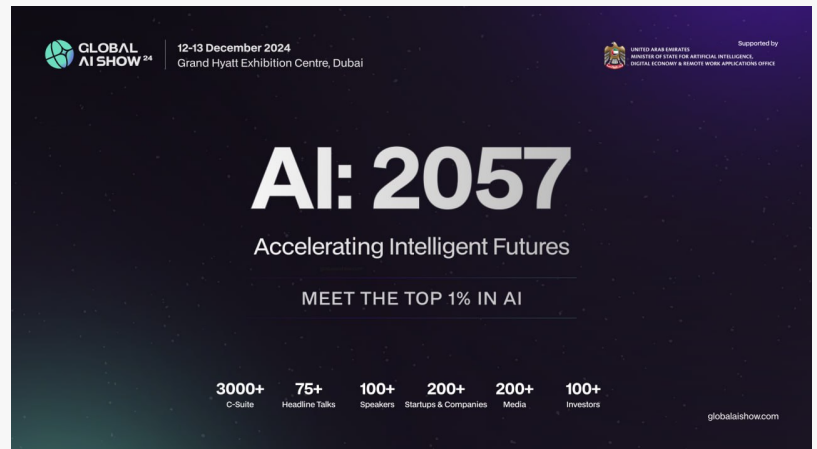 GLOBAL
AI SHOW 24
12-13 December 2024
Grand Hyatt Exhibition Centre, Dubai
Supported by
UNITED ARAB EMIRATES
MINISTER OF STATE FOR ARTIFICIAL INTELLIGENCE,
DIGITAL ECONOMY & REMOTE WORK APPLICATIONS OFFICE
AI: 2057
Accelerating Intelligent Futures
MEET THE TOP 1% IN AI
3000+
C-Suite
75+
Headline Talks
100+
Speakers
200+
Startups & Companies
200+
Media
100+
Investors
globalaishow.com